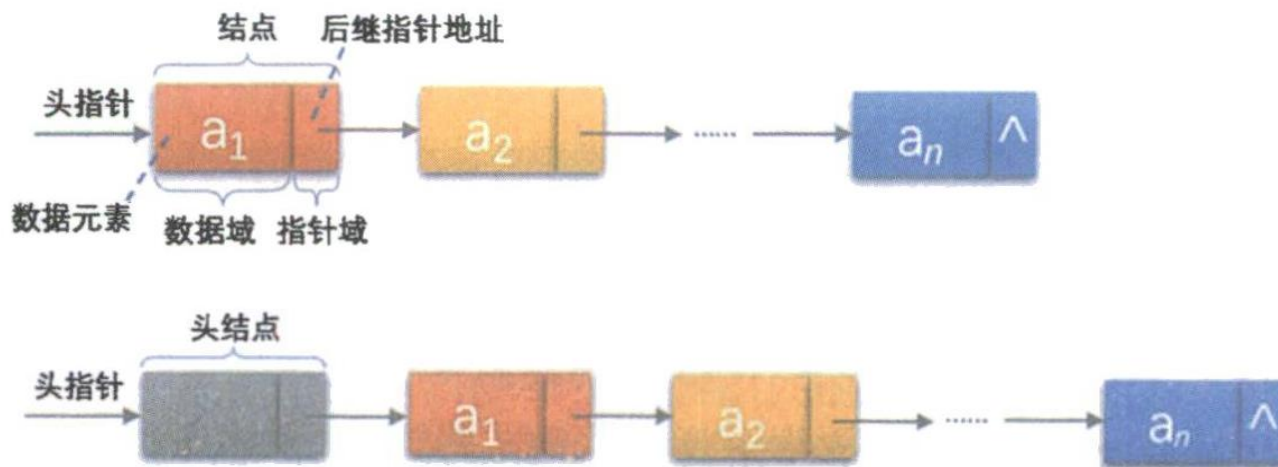 结点 后继指针地址
头指针
a₁ a₂ ...... aₙ ∧
数据元素 数据域 指针域
头结点
头指针
a₁ a₂ ...... aₙ ∧